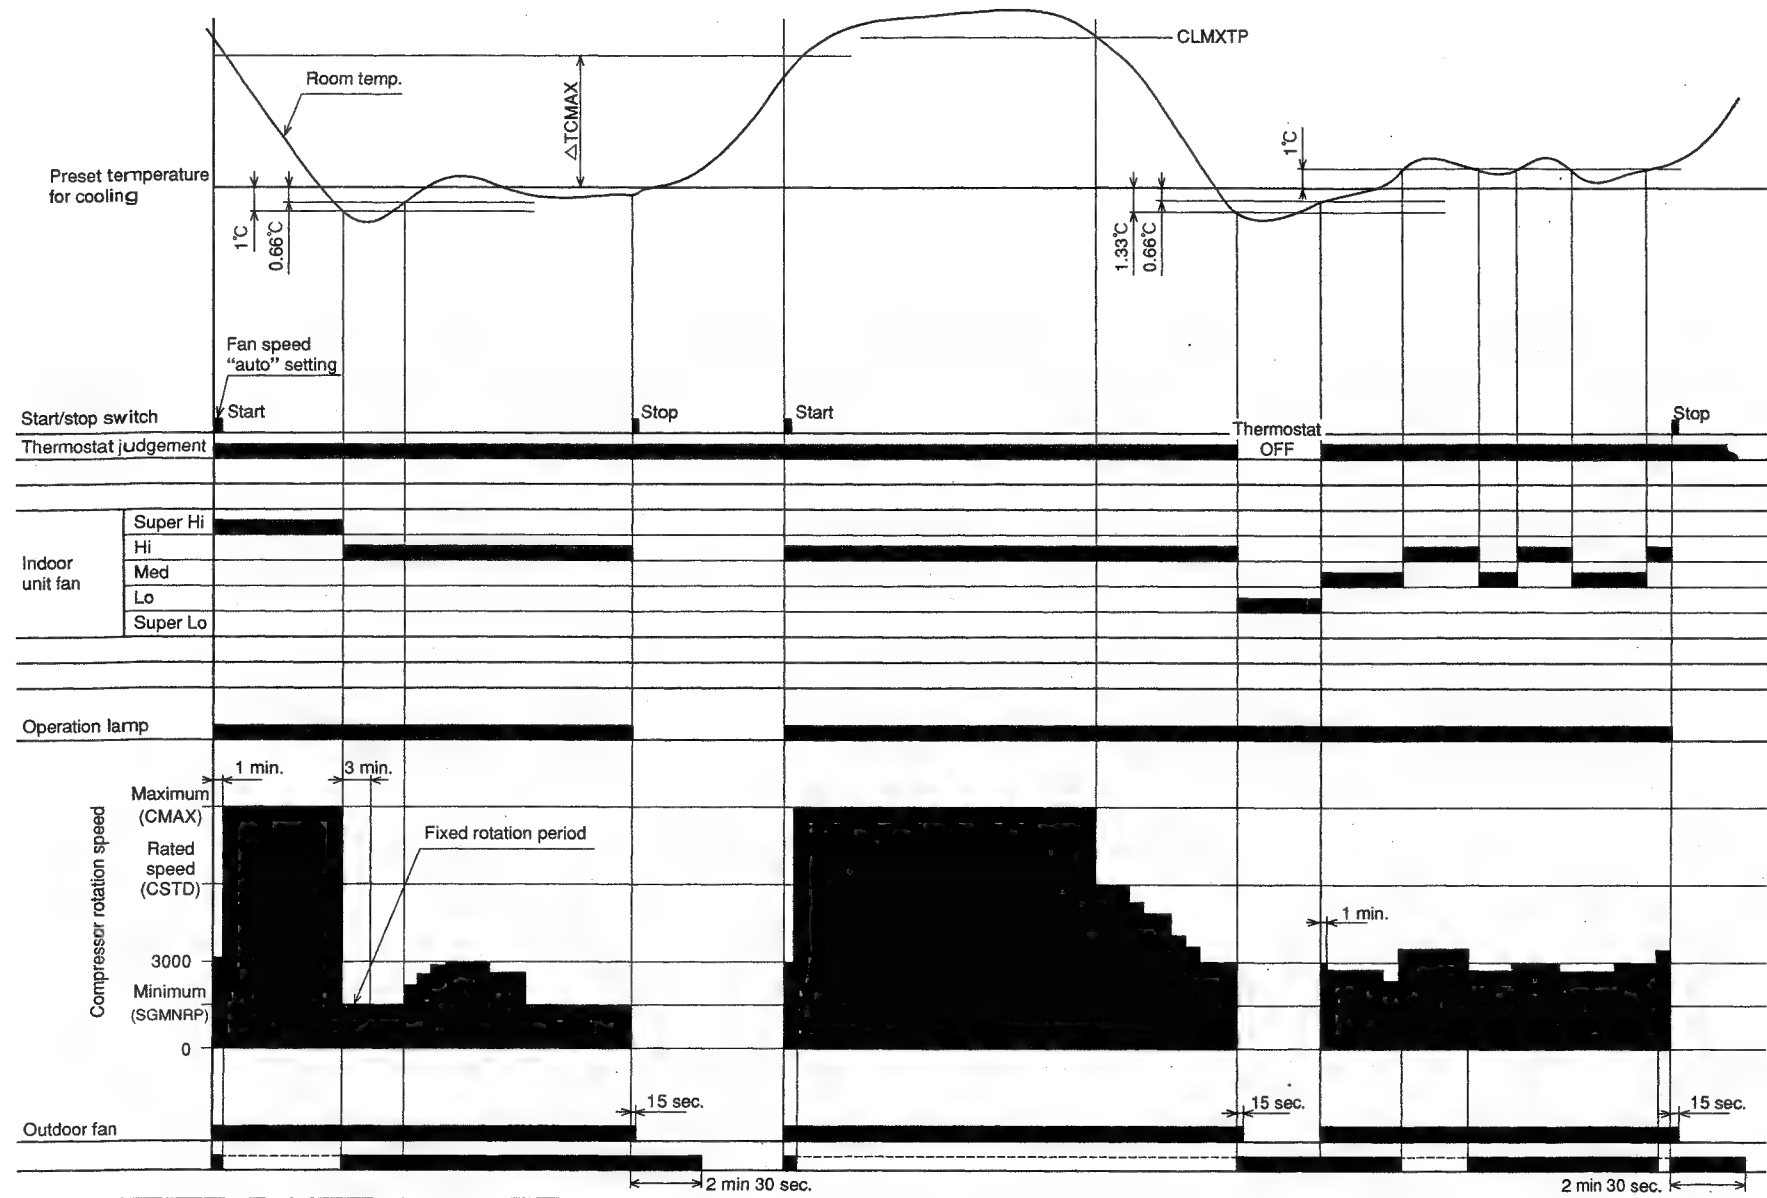 CLMXTP
Room temp.
△TCMAX
1℃
Preset temperature
for cooling
1℃
0.66℃
1.33℃
0.66℃
Fan speed
“auto” setting
Start/stop switch
Start
Stop
Start
Stop
Thermostat judgement
Thermostat
OFF
Indoor
unit fan
Super Hi
Hi
Med
Lo
Super Lo
Operation lamp
1 min.
3 min.
Compressor rotation speed
Maximum
(CMAX)
Fixed rotation period
Rated
speed
(CSTD)
1 min.
3000
Minimum
(SGMNRP)
0
15 sec.
15 sec.
15 sec.
Outdoor fan
2 min 30 sec.
2 min 30 sec.